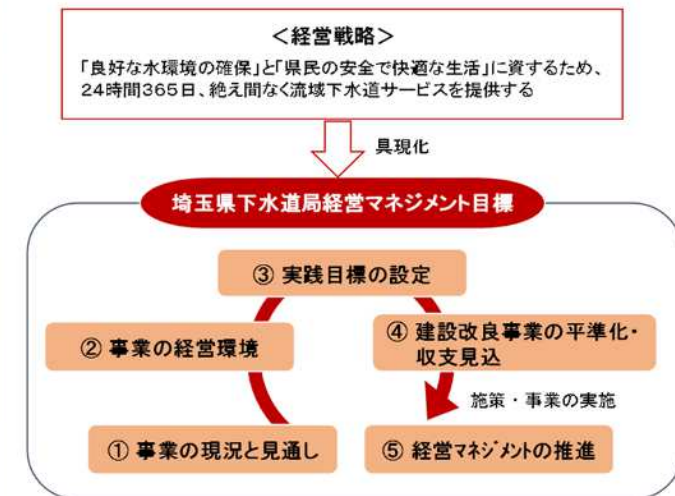 ＜経営戦略＞
「良好な水環境の確保」と「県民の安全で快適な生活」に資するため、
24時間365日、絶え間なく流域下水道サービスを提供する
具現化
埼玉県下水道局経営マネジメント目標
③ 実践目標の設定
② 事業の経営環境
④ 建設改良事業の平準化・
収支見込
施策・事業の実施
① 事業の現況と見通し
⑤ 経営マネジメントの推進